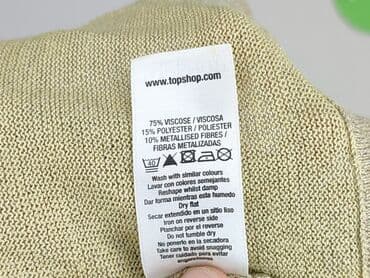 www.topshop.com
75% VISCOSE / VISCOSA
15% POLYESTER / POLIESTER
10% METALLISED FIBRES /
FIBRAS METALIZADAS
40
Wash with similar colours
Lavar con colores semejantes
Reshape whilst damp
Dar forma mientras este humedo
Dry flat
Secar extendido en un sitio liso
Iron on reverse side
Planchar por el reverso
Do not tumble dry
No ponerlo en la secadora
Take care to avoid snagging
Tener cuidado para evitar